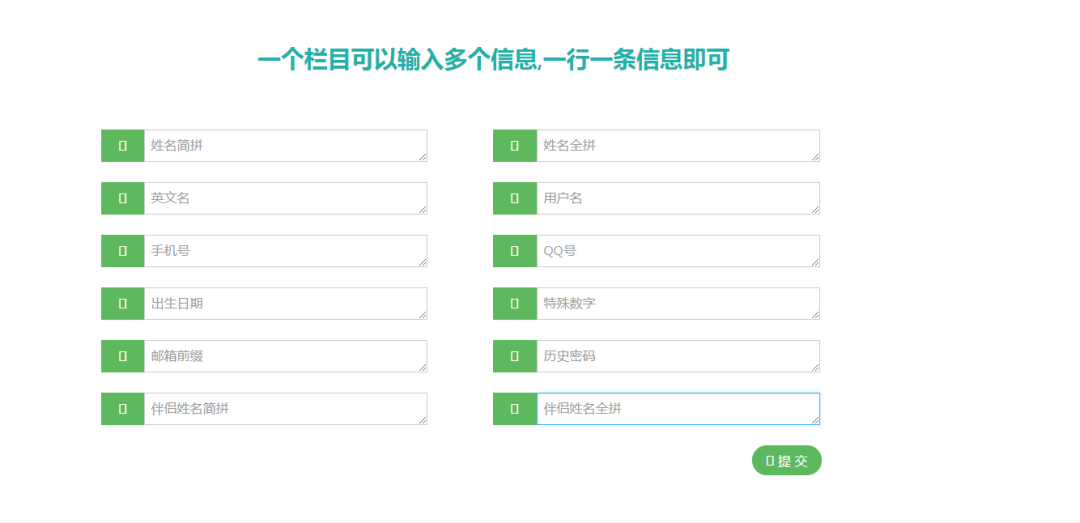 一个栏目可以输入多个信息,一行一条信息即可
姓名简拼
姓名全拼
英文名
用户名
手机号
QQ号
出生日期
特殊数字
邮箱前缀
历史密码
伴侣姓名简拼
伴侣姓名全拼
提 交